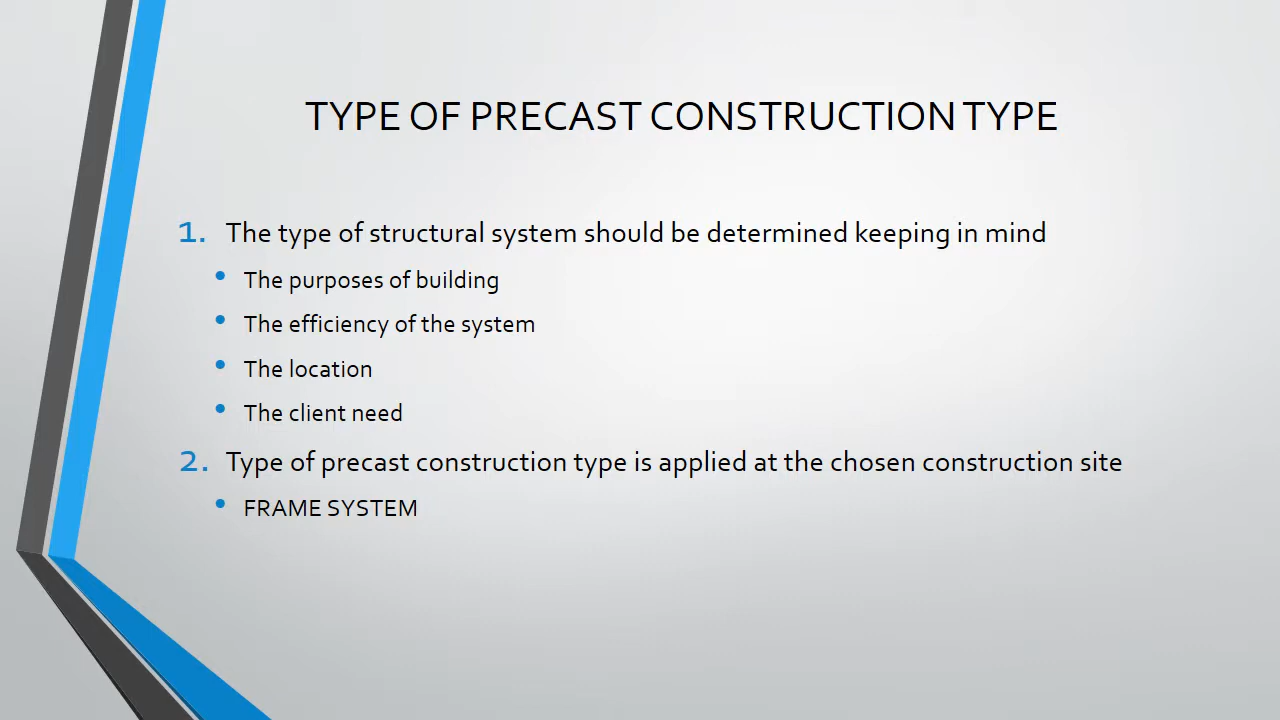 TYPE OF PRECAST CONSTRUCTION TYPE
1. The type of structural system should be determined keeping in mind
• The purposes of building
• The efficiency of the system
• The location
• The client need
2. Type of precast construction type is applied at the chosen construction site
• FRAME SYSTEM